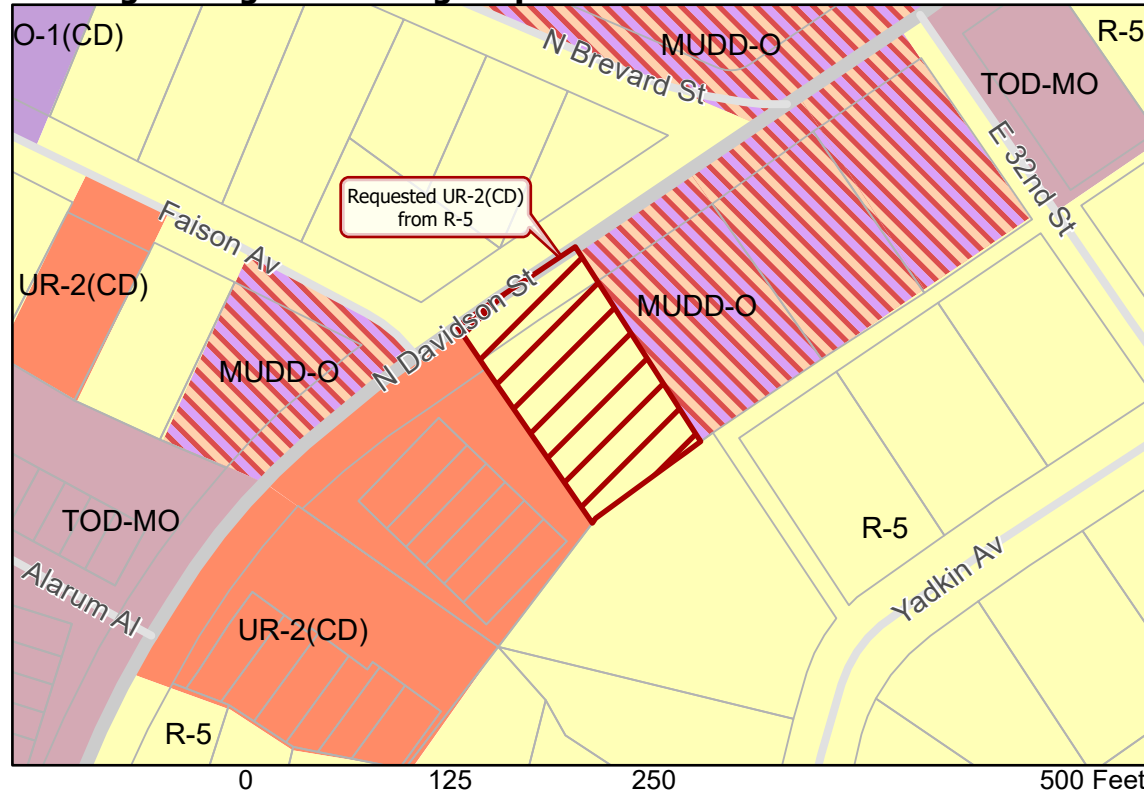 O-1(CD)
N Brevard St
MUDD-O
R-5
TOD-MO
E 32nd St
Requested UR-2(CD)
from R-5
Faison Av
UR-2(CD)
MUDD-O
N Davidson St
MUDD-O
TOD-MO
R-5
Alarum Al
Yadkin Av
UR-2(CD)
R-5
0 125 250 500 Feet